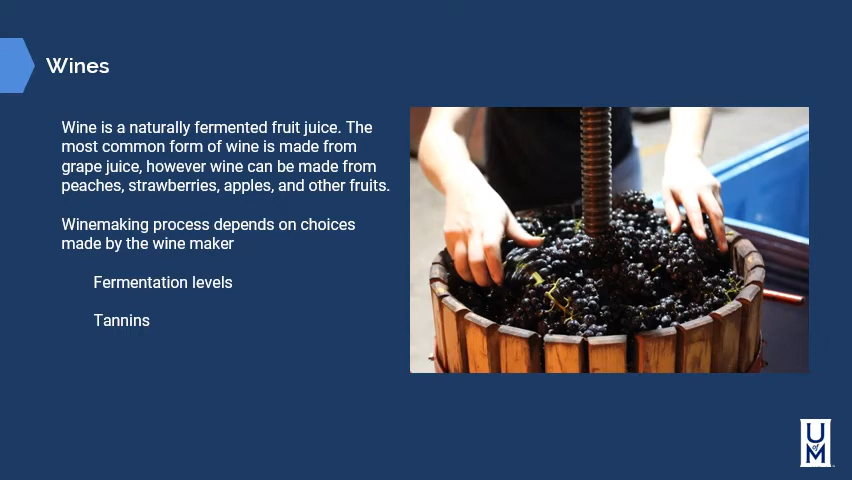 Wines
Wine is a naturally fermented fruit juice. The
most common form of wine is made from
grape juice, however wine can be made from
peaches, strawberries, apples, and other fruits.
Winemaking process depends on choices
made by the wine maker
Fermentation levels
Tannins
U
of
M